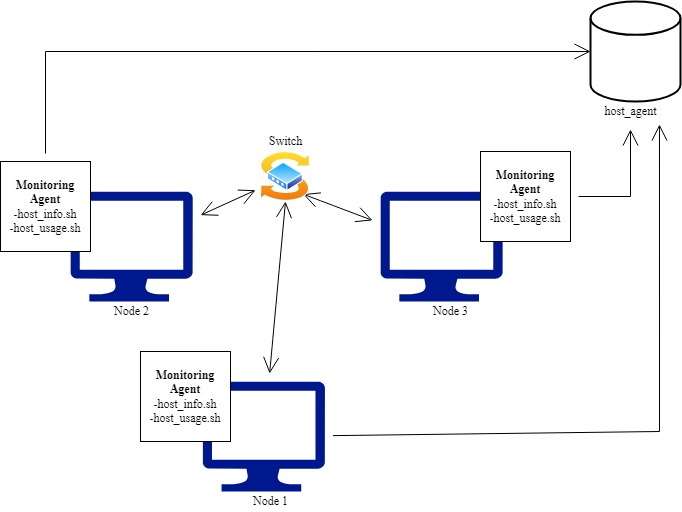 host_agent
Switch
Monitoring
Agent
-host_info.sh
-host_usage.sh
Node 2
Monitoring
Agent
-host_info.sh
-host_usage.sh
Node 3
Monitoring
Agent
-host_info.sh
-host_usage.sh
Node 1